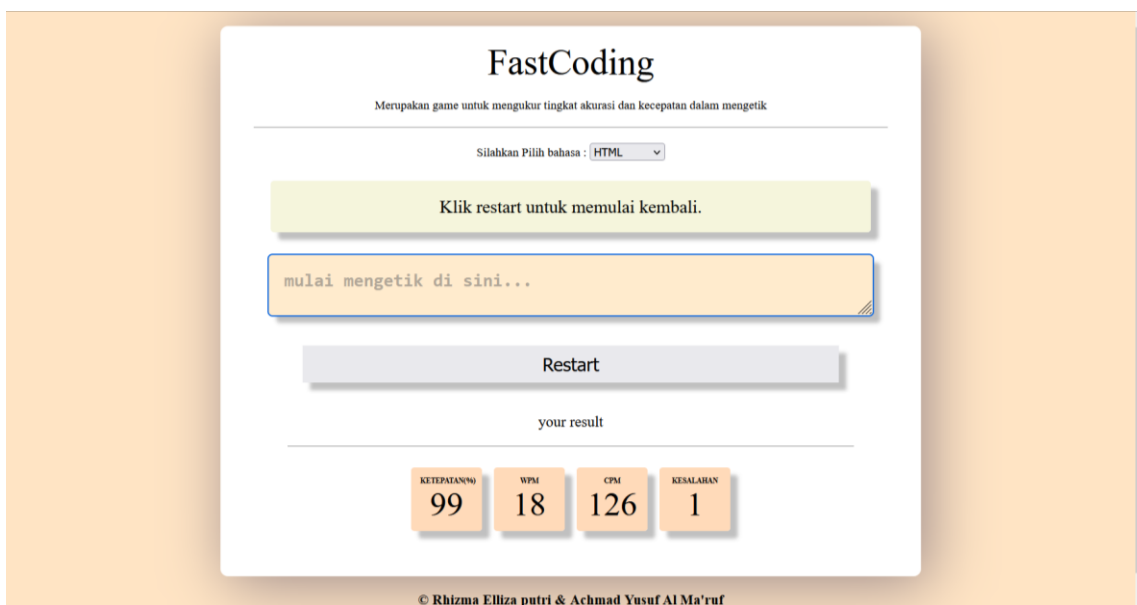 FastCoding
Merupakan game untuk mengukur tingkat akurasi dan kecepatan dalam mengetik
Silahkan Pilih bahasa : HTML
Klik restart untuk memulai kembali.
mulai mengetik di sini...
Restart
your result
KETEPATAN(%) WPM CPM KESALAHAN
99 18 126 1
© Rhizma Elliza putri & Achmad Yusuf Al Ma'ruf